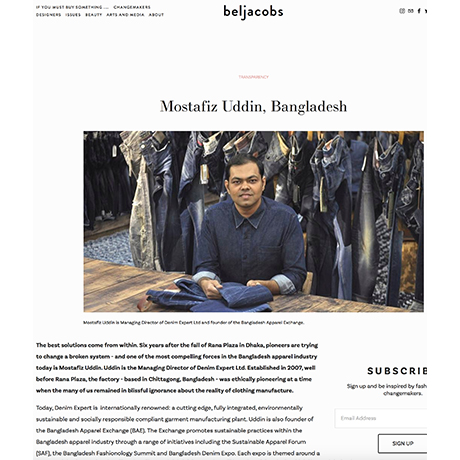 IF YOU MUST BUY SOMETHING .... CHANGEMAKERS
DESIGNERS ISSUES BEAUTY ARTS AND MEDIA ABOUT
beljacobs
TRANSPARENCY
Mostafiz Uddin, Bangladesh
Mostafiz Uddin is Managing Director of Denim Expert Ltd and Founder of the Bangladesh Apparel Exchange.
The best solutions come from within. Six years after the fall of Rana Plaza in Dhaka, pioneers are trying
to change a broken system - and one of the most compelling forces in the Bangladesh apparel industry
today is Mostafiz Uddin. Uddin is the Managing Director of Denim Expert Ltd. Established in 2007, well
before Rana Plaza, the factory - based in Chittagong, Bangladesh - was ethically pioneering at a time
when the many of us remained in blissful ignorance about the reality of clothing manufacture.
Today, Denim Expert is internationally renowned: a cutting edge, fully integrated, environmentally
sustainable and socially responsible compliant garment manufacturing plant. Uddin is also founder of
the Bangladesh Apparel Exchange (BAE). The Exchange promotes sustainable practices within the
Bangladesh apparel industry through a range of initiatives including the Sustainable Apparel Forum
(SAF), the Bangladesh Fashionology Summit and Bangladesh Denim Expo. Each expo is themed around a
SUBSCRIBE
Sign up and be inspired by fash
changemakers.
Email Address
SIGN UP